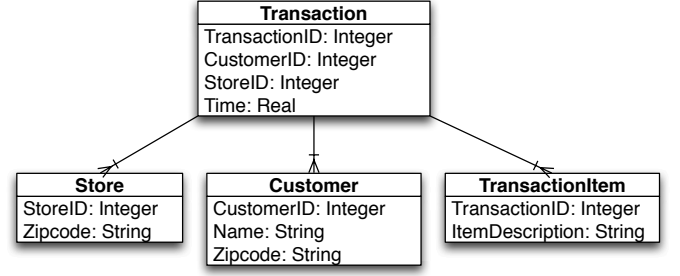 Transaction
TransactionID: Integer
CustomerID: Integer
StoreID: Integer
Time: Real
Store
StoreID: Integer
Zipcode: String
Customer
CustomerID: Integer
Name: String
Zipcode: String
TransactionItem
TransactionID: Integer
ItemDescription: String